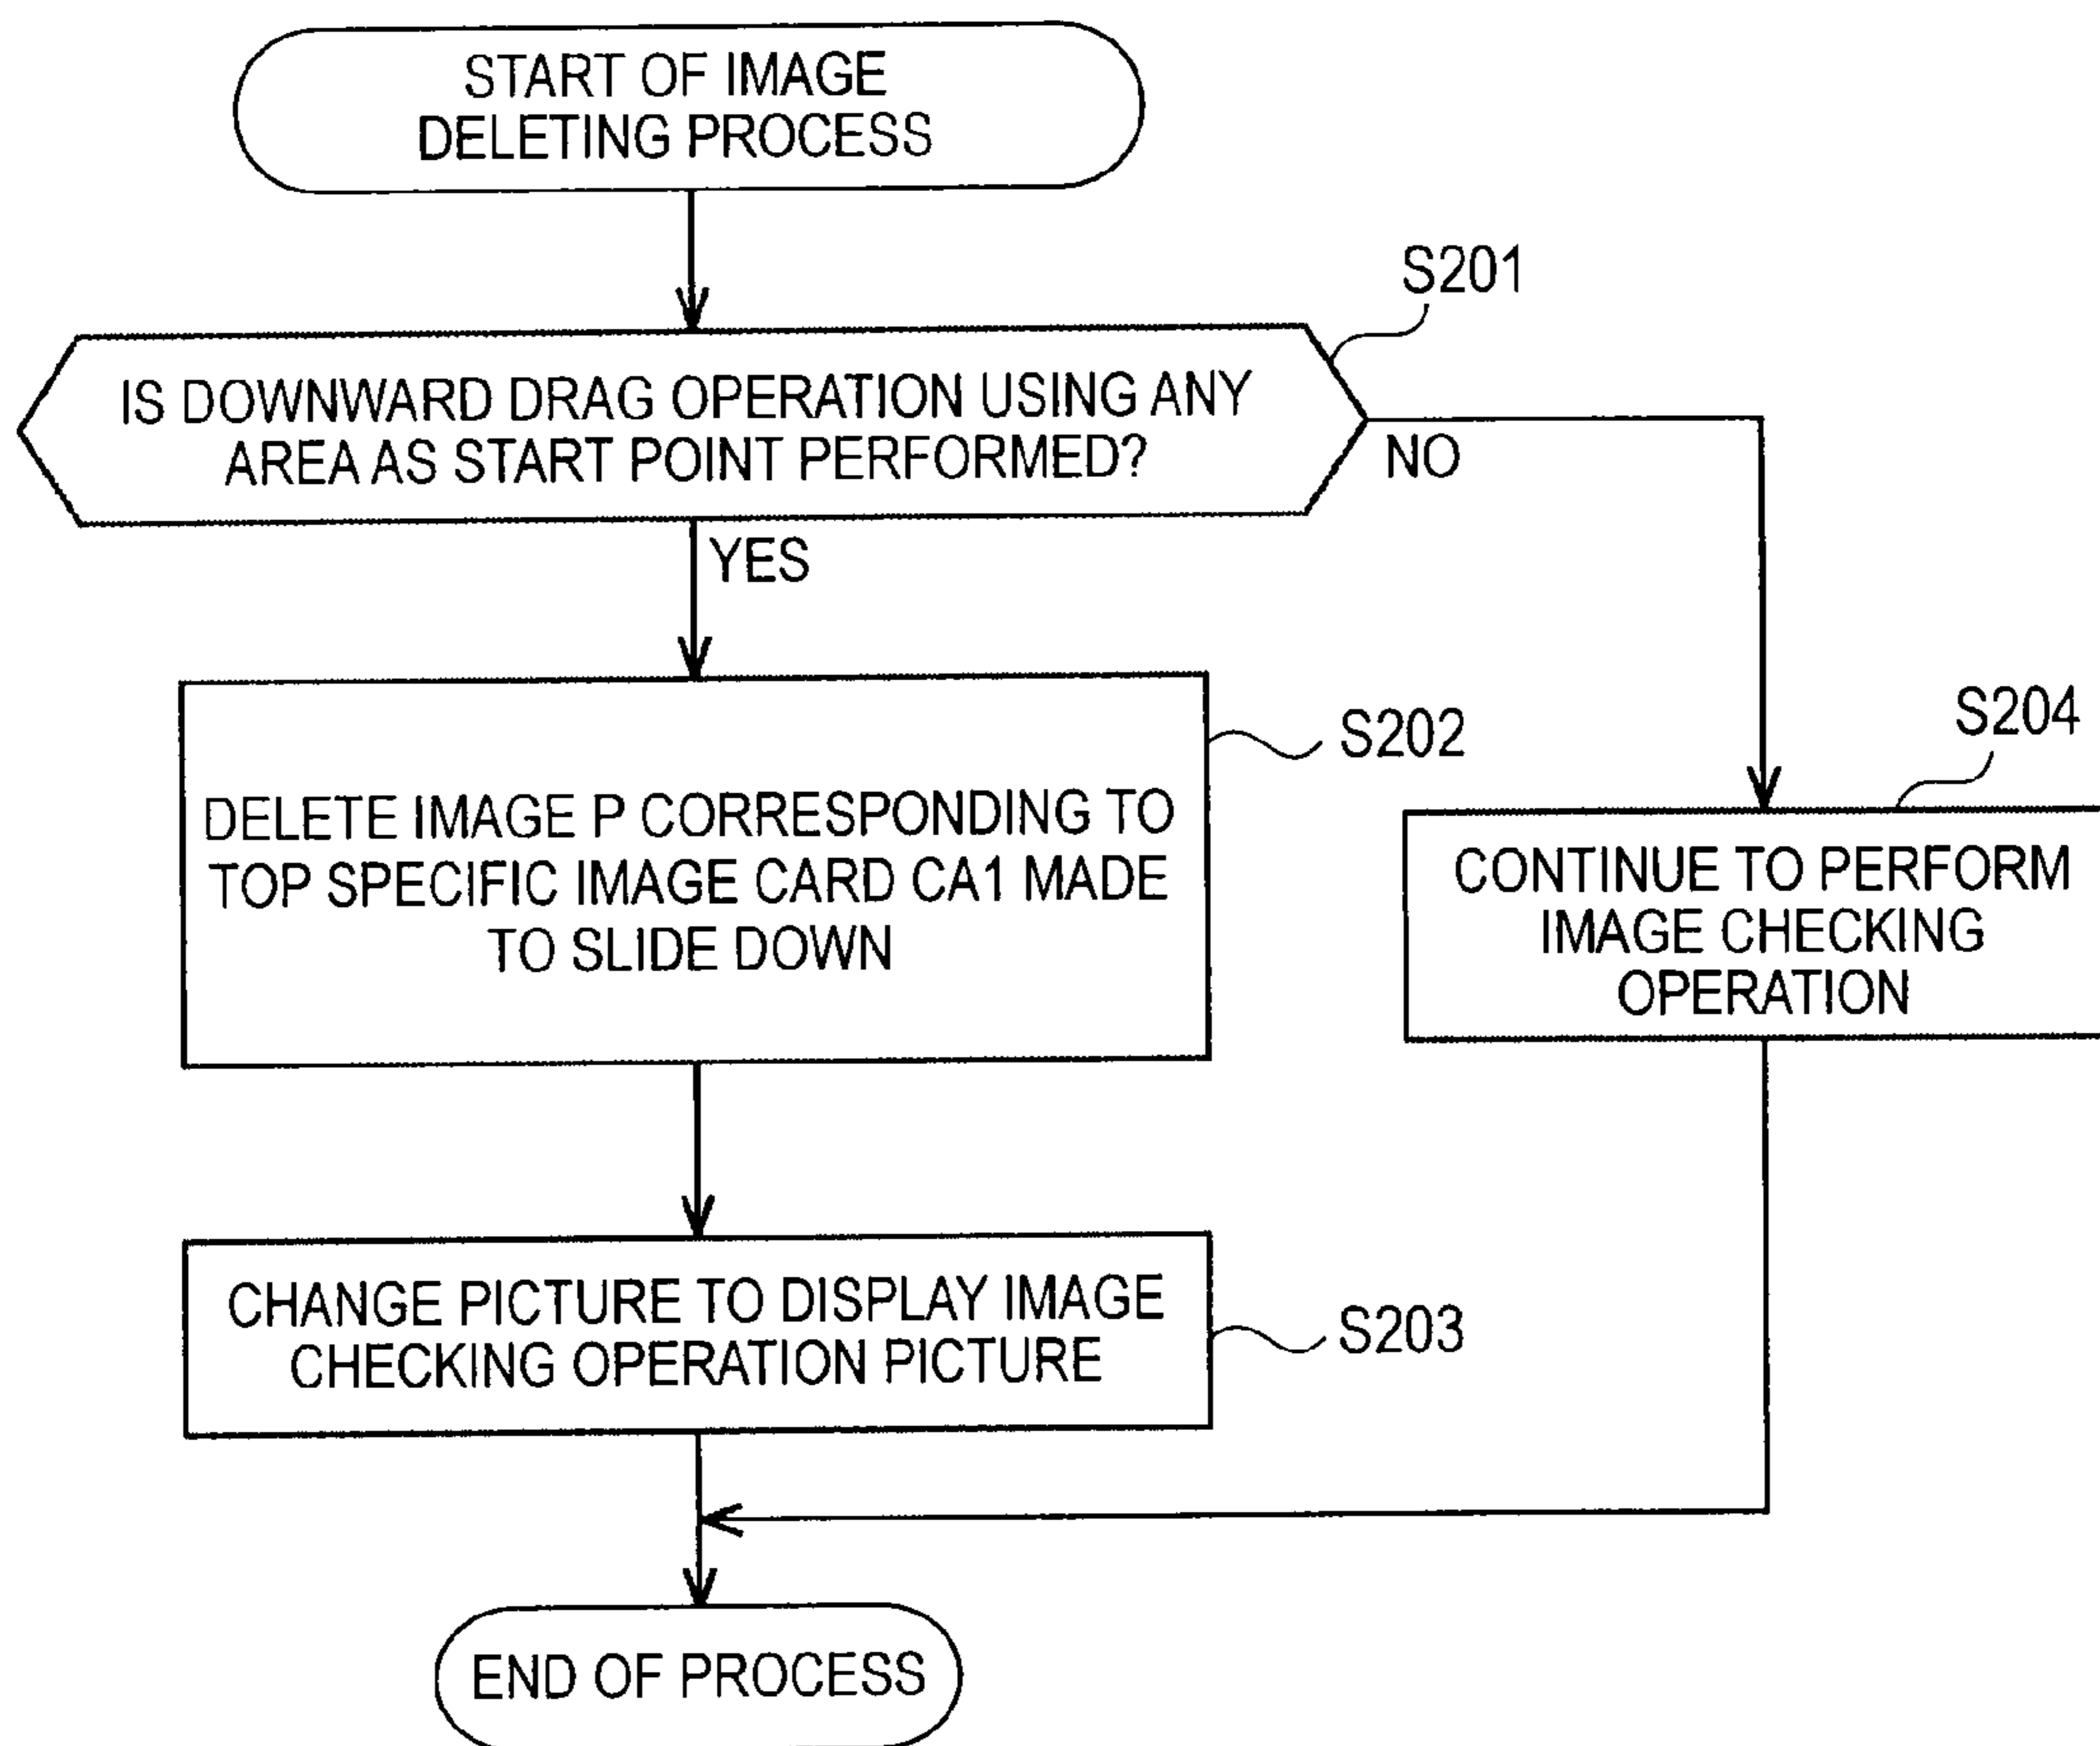 START OF IMAGE
DELETING PROCESS
S201
IS DOWNWARD DRAG OPERATION USING ANY
AREA AS START POINT PERFORMED?
NO
YES
S202
DELETE IMAGE P CORRESPONDING TO
TOP SPECIFIC IMAGE CARD CA1 MADE
TO SLIDE DOWN
S204
CONTINUE TO PERFORM
IMAGE CHECKING
OPERATION
CHANGE PICTURE TO DISPLAY IMAGE
CHECKING OPERATION PICTURE
S203
END OF PROCESS